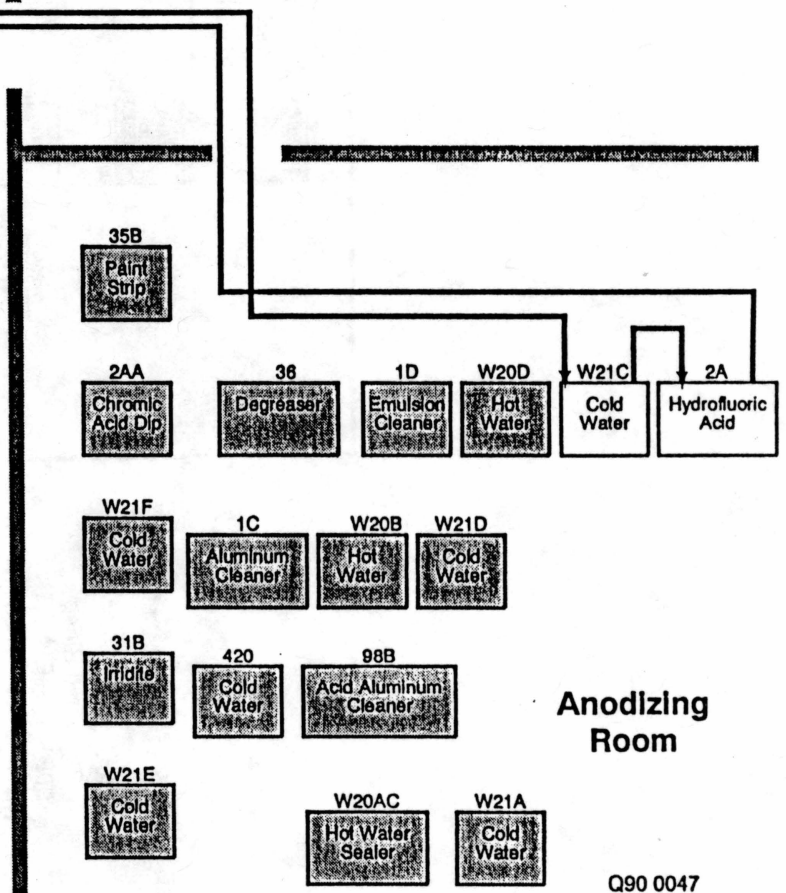 35B
Paint
Strip
2AA
Chromic
Acid Dip
36
Degreaser
1D
Emulsion
Cleaner
W20D
Hot
Water
W21C
Cold
Water
2A
Hydrofluoric
Acid
W21F
Cold
Water
1C
Aluminum
Cleaner
W20B
Hot
Water
W21D
Cold
Water
31B
Irridite
420
Cold
Water
98B
Acid Aluminum
Cleaner
Anodizing
Room
W21E
Cold
Water
W20AC
Hot Water
Sealer
W21A
Cold
Water
Q90 0047